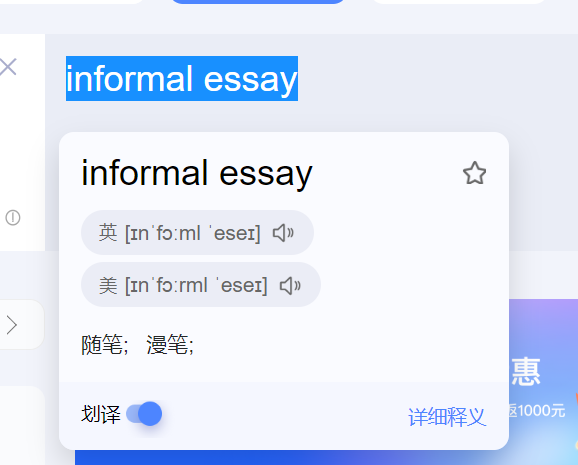 informal essay
informal essay
英 [ɪnˈfɔːml ˈeseɪ]
美 [ɪnˈfɔːrml ˈeseɪ]
随笔; 漫笔;
惠
返1000元
划译
详细释义